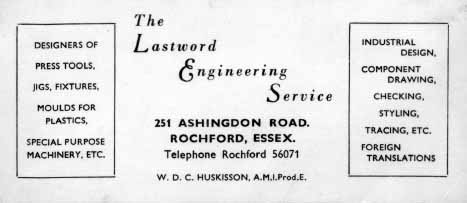 DESIGNERS OF
PRESS TOOLS,
JIGS, FIXTURES,
MOULDS FOR
PLASTICS,
SPECIAL PURPOSE
MACHINERY, ETC.
The
Lastword
Engineering
Service
251 ASHINGDON ROAD.
ROCHFORD, ESSEX.
Telephone Rochford 56071
W. D. C. HUSKISSON, A.M.I.Prod.E.
INDUSTRIAL
DESIGN,
COMPONENT
DRAWING,
CHECKING,
STYLING,
TRACING, ETC.
FOREIGN
TRANSLATIONS